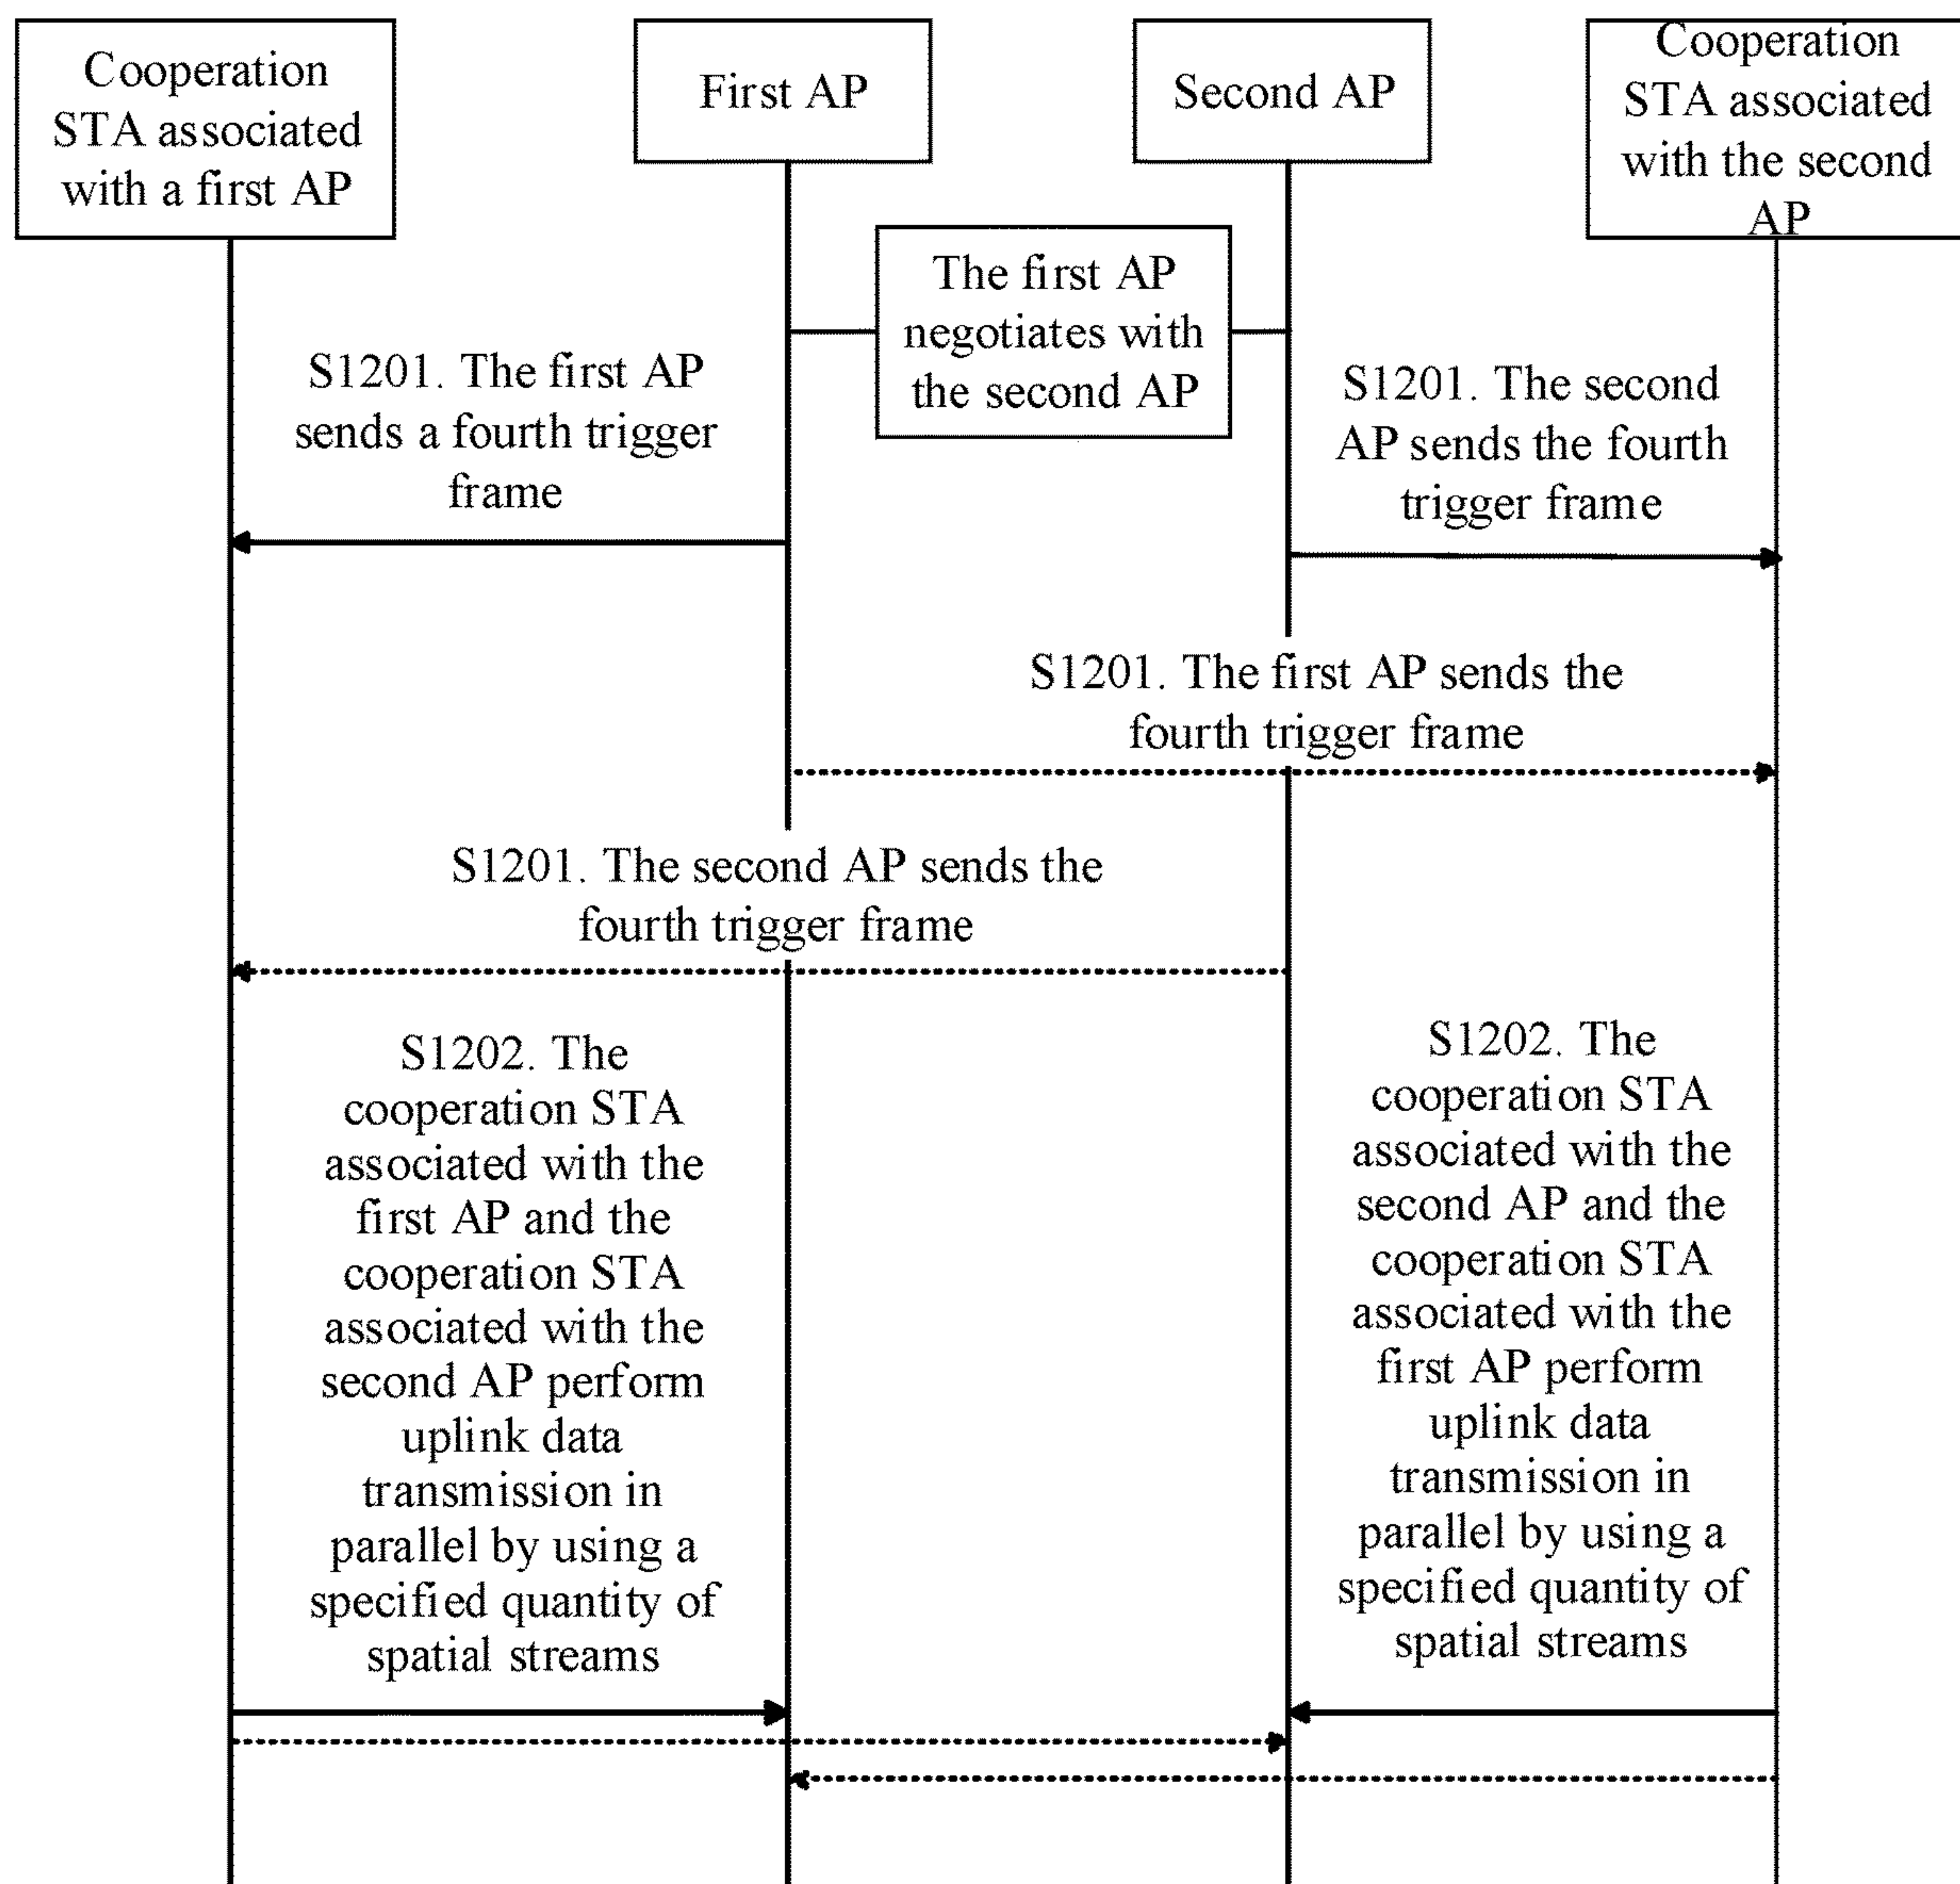 Cooperation
STA associated
with a first AP
First AP
Second AP
Cooperation
STA associated
with the second
AP
The first AP
negotiates with
the second AP
S1201. The first AP
sends a fourth trigger
frame
S1201. The second
AP sends the fourth
trigger frame
S1201. The first AP sends the
fourth trigger frame
S1201. The second AP sends the
fourth trigger frame
S1202. The
cooperation STA
associated with the
first AP and the
cooperation STA
associated with the
second AP perform
uplink data
transmission in
parallel by using a
specified quantity of
spatial streams
S1202. The
cooperation STA
associated with the
second AP and the
cooperation STA
associated with the
first AP perform
uplink data
transmission in
parallel by using a
specified quantity of
spatial streams